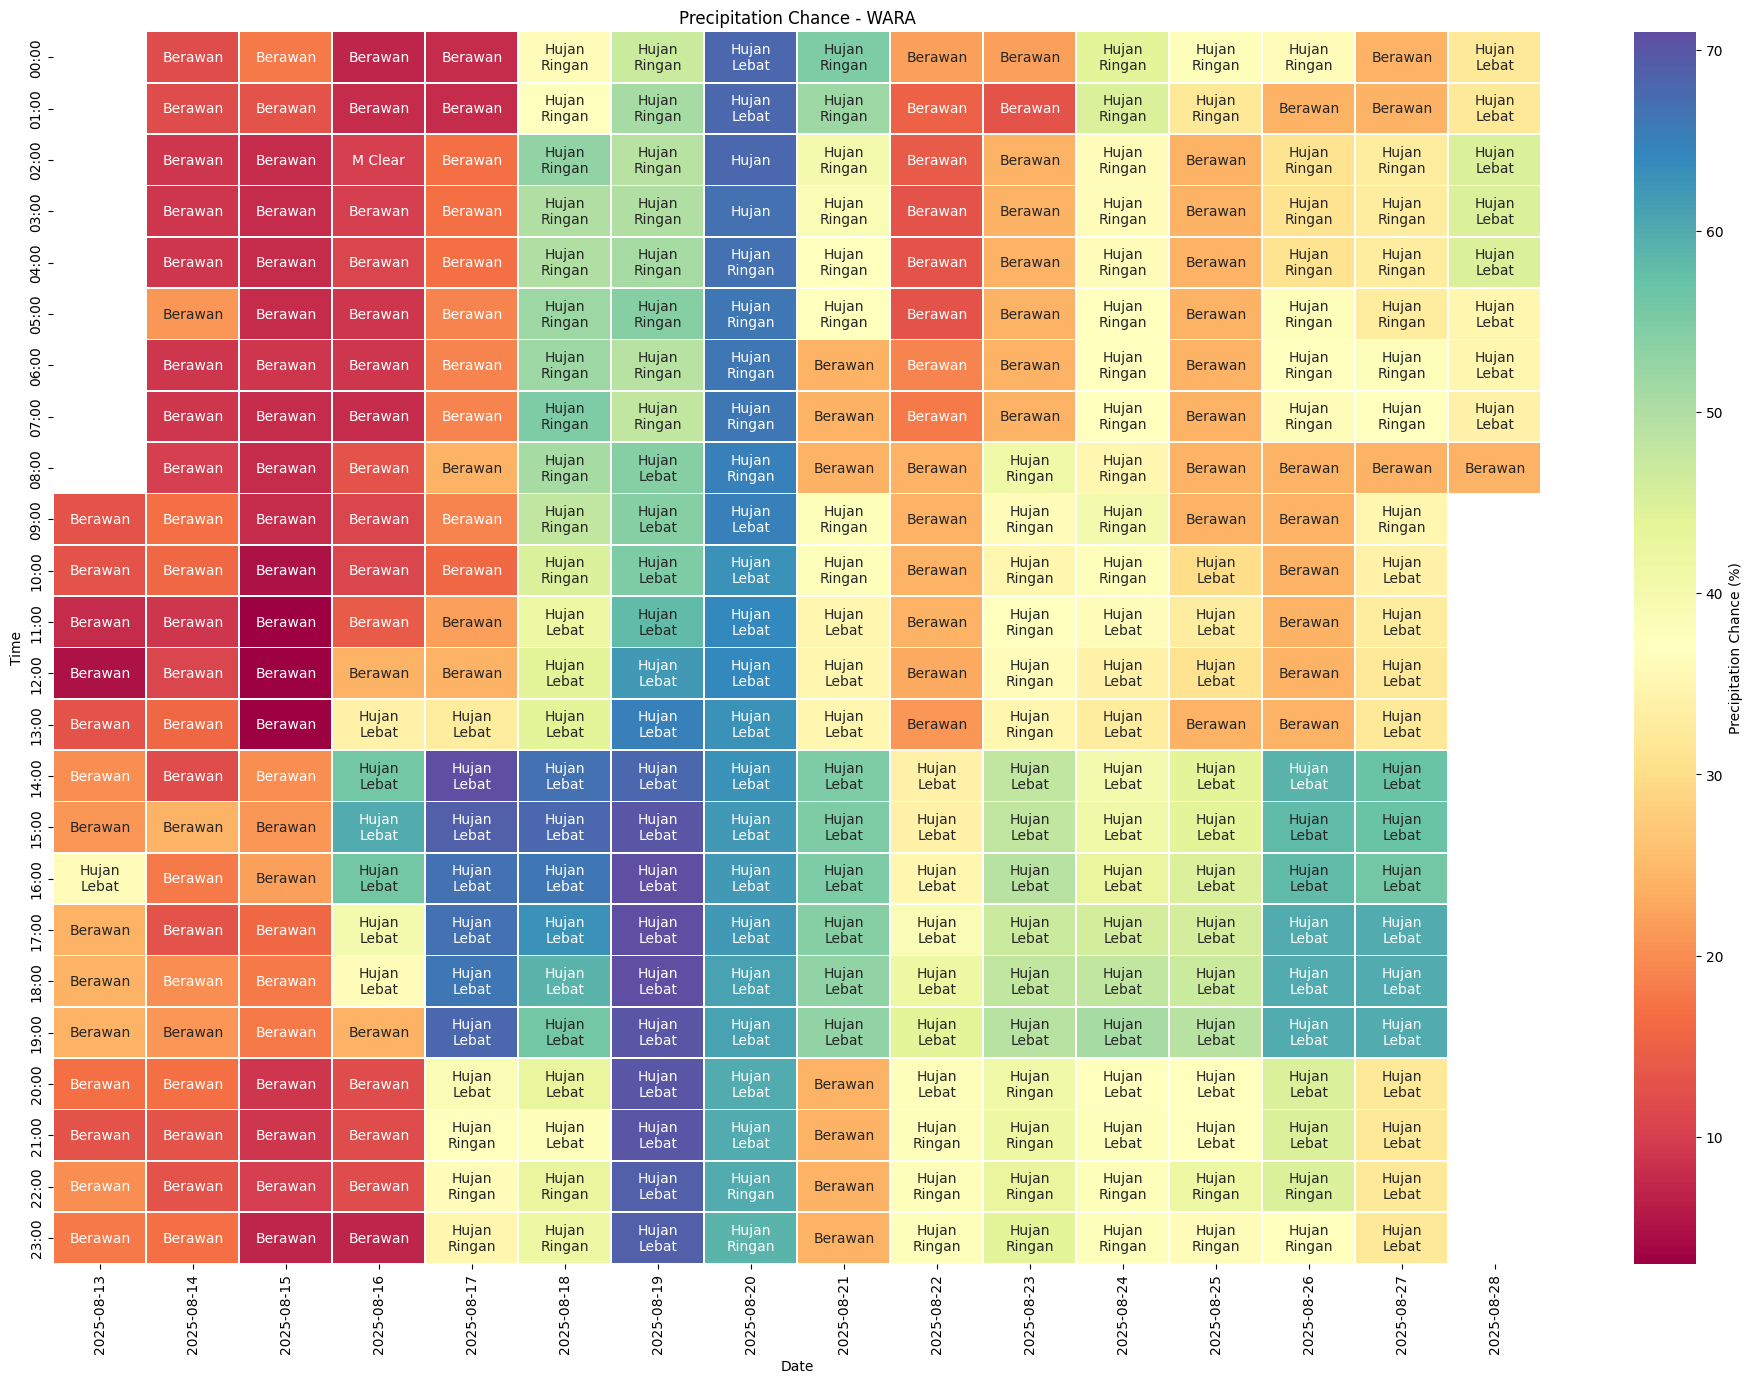 Precipitation Chance - WARA
00:00 Berawan Berawan Berawan Berawan Hujan Ringan Hujan Ringan Hujan Lebat Hujan Ringan Berawan Berawan Hujan Ringan Hujan Ringan Hujan Ringan Berawan Hujan Lebat
01:00 Berawan Berawan Berawan Berawan Hujan Ringan Hujan Ringan Hujan Lebat Hujan Ringan Berawan Berawan Hujan Ringan Hujan Ringan Berawan Berawan Hujan Lebat
02:00 Berawan Berawan M Clear Berawan Hujan Ringan Hujan Ringan Hujan Hujan Ringan Berawan Berawan Hujan Ringan Berawan Hujan Ringan Hujan Ringan Hujan Lebat
03:00 Berawan Berawan Berawan Berawan Hujan Ringan Hujan Ringan Hujan Hujan Ringan Berawan Berawan Hujan Ringan Berawan Hujan Ringan Hujan Ringan Hujan Lebat
04:00 Berawan Berawan Berawan Berawan Hujan Ringan Hujan Ringan Hujan Ringan Hujan Ringan Berawan Berawan Hujan Ringan Berawan Hujan Ringan Hujan Ringan Hujan Lebat
05:00 Berawan Berawan Berawan Berawan Hujan Ringan Hujan Ringan Hujan Ringan Hujan Ringan Berawan Berawan Hujan Ringan Berawan Hujan Ringan Hujan Ringan Hujan Lebat
06:00 Berawan Berawan Berawan Berawan Hujan Ringan Hujan Ringan Hujan Ringan Berawan Berawan Berawan Hujan Ringan Berawan Hujan Ringan Hujan Ringan Hujan Lebat
07:00 Berawan Berawan Berawan Berawan Hujan Ringan Hujan Ringan Hujan Ringan Berawan Berawan Berawan Hujan Ringan Berawan Hujan Ringan Hujan Ringan Hujan Lebat
08:00 Berawan Berawan Berawan Berawan Hujan Ringan Hujan Lebat Hujan Ringan Berawan Berawan Hujan Ringan Hujan Ringan Berawan Berawan Berawan Berawan
09:00 Berawan Berawan Berawan Berawan Berawan Hujan Ringan Hujan Lebat Hujan Lebat Hujan Ringan Berawan Hujan Ringan Hujan Ringan Berawan Berawan Hujan Ringan
10:00 Berawan Berawan Berawan Berawan Berawan Hujan Ringan Hujan Lebat Hujan Lebat Hujan Ringan Berawan Hujan Ringan Hujan Ringan Hujan Lebat Berawan Hujan Lebat
11:00 Berawan Berawan Berawan Berawan Berawan Hujan Lebat Hujan Lebat Hujan Lebat Hujan Lebat Berawan Hujan Ringan Hujan Lebat Hujan Lebat Berawan Hujan Lebat
12:00 Berawan Berawan Berawan Berawan Berawan Hujan Lebat Hujan Lebat Hujan Lebat Hujan Lebat Berawan Hujan Ringan Hujan Lebat Hujan Lebat Berawan Hujan Lebat
13:00 Berawan Berawan Berawan Hujan Lebat Hujan Lebat Hujan Lebat Hujan Lebat Hujan Lebat Hujan Lebat Berawan Hujan Ringan Hujan Lebat Berawan Berawan Hujan Lebat
14:00 Berawan Berawan Berawan Hujan Lebat Hujan Lebat Hujan Lebat Hujan Lebat Hujan Lebat Hujan Lebat Hujan Lebat Hujan Lebat Hujan Lebat Hujan Lebat Hujan Lebat Hujan Lebat
15:00 Berawan Berawan Berawan Hujan Lebat Hujan Lebat Hujan Lebat Hujan Lebat Hujan Lebat Hujan Lebat Hujan Lebat Hujan Lebat Hujan Lebat Hujan Lebat Hujan Lebat Hujan Lebat
16:00 Hujan Lebat Berawan Berawan Hujan Lebat Hujan Lebat Hujan Lebat Hujan Lebat Hujan Lebat Hujan Lebat Hujan Lebat Hujan Lebat Hujan Lebat Hujan Lebat Hujan Lebat Hujan Lebat
17:00 Berawan Berawan Berawan Hujan Lebat Hujan Lebat Hujan Lebat Hujan Lebat Hujan Lebat Hujan Lebat Hujan Lebat Hujan Lebat Hujan Lebat Hujan Lebat Hujan Lebat Hujan Lebat
18:00 Berawan Berawan Berawan Hujan Lebat Hujan Lebat Hujan Lebat Hujan Lebat Hujan Lebat Hujan Lebat Hujan Lebat Hujan Lebat Hujan Lebat Hujan Lebat Hujan Lebat Hujan Lebat
19:00 Berawan Berawan Berawan Berawan Hujan Lebat Hujan Lebat Hujan Lebat Hujan Lebat Hujan Lebat Hujan Lebat Hujan Lebat Hujan Lebat Hujan Lebat Hujan Lebat Hujan Lebat
20:00 Berawan Berawan Berawan Berawan Hujan Lebat Hujan Lebat Hujan Lebat Hujan Lebat Berawan Hujan Lebat Hujan Ringan Hujan Lebat Hujan Lebat Hujan Lebat Hujan Lebat
21:00 Berawan Berawan Berawan Berawan Hujan Ringan Hujan Lebat Hujan Lebat Hujan Lebat Berawan Hujan Ringan Hujan Ringan Hujan Lebat Hujan Lebat Hujan Lebat Hujan Lebat
22:00 Berawan Berawan Berawan Berawan Hujan Ringan Hujan Ringan Hujan Lebat Hujan Ringan Berawan Hujan Ringan Hujan Ringan Hujan Ringan Hujan Ringan Hujan Ringan Hujan Lebat
23:00 Berawan Berawan Berawan Berawan Hujan Ringan Hujan Ringan Hujan Lebat Hujan Ringan Berawan Hujan Ringan Hujan Ringan Hujan Ringan Hujan Ringan Hujan Ringan Hujan Lebat
Time
2025-08-13 2025-08-14 2025-08-15 2025-08-16 2025-08-17 2025-08-18 2025-08-19 2025-08-20 2025-08-21 2025-08-22 2025-08-23 2025-08-24 2025-08-25 2025-08-26 2025-08-27 2025-08-28
Date
70
60
50
40
30
20
10
Precipitation Chance (%)